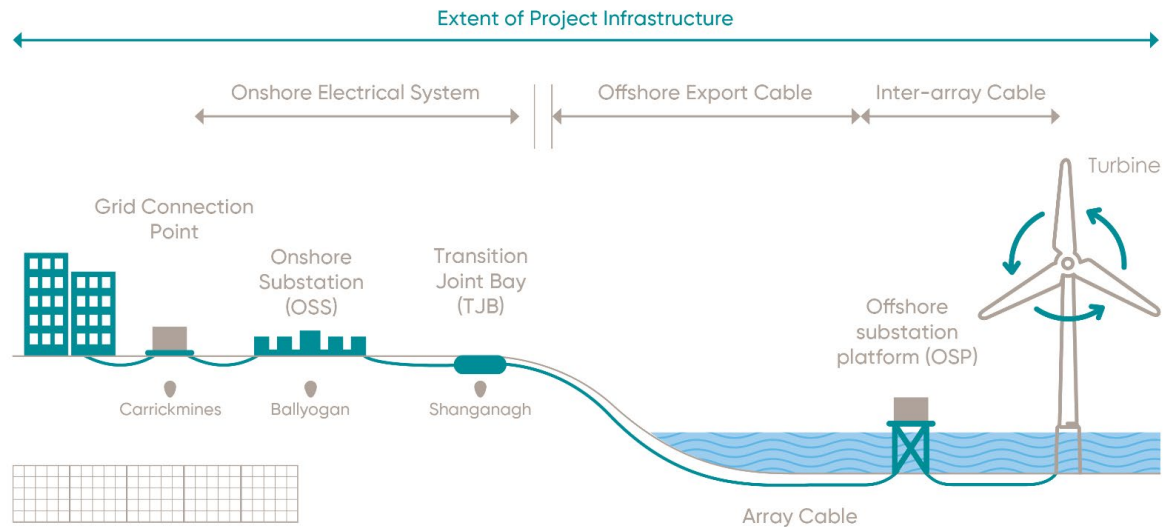 Extent of Project Infrastructure
Onshore Electrical System
Offshore Export Cable
Inter-array Cable
Turbine
Grid Connection
Point
Onshore
Substation
(OSS)
Transition
Joint Bay
(TJB)
Offshore
substation
platform (OSP)
Carrickmines
Ballyogan
Shanganagh
Array Cable